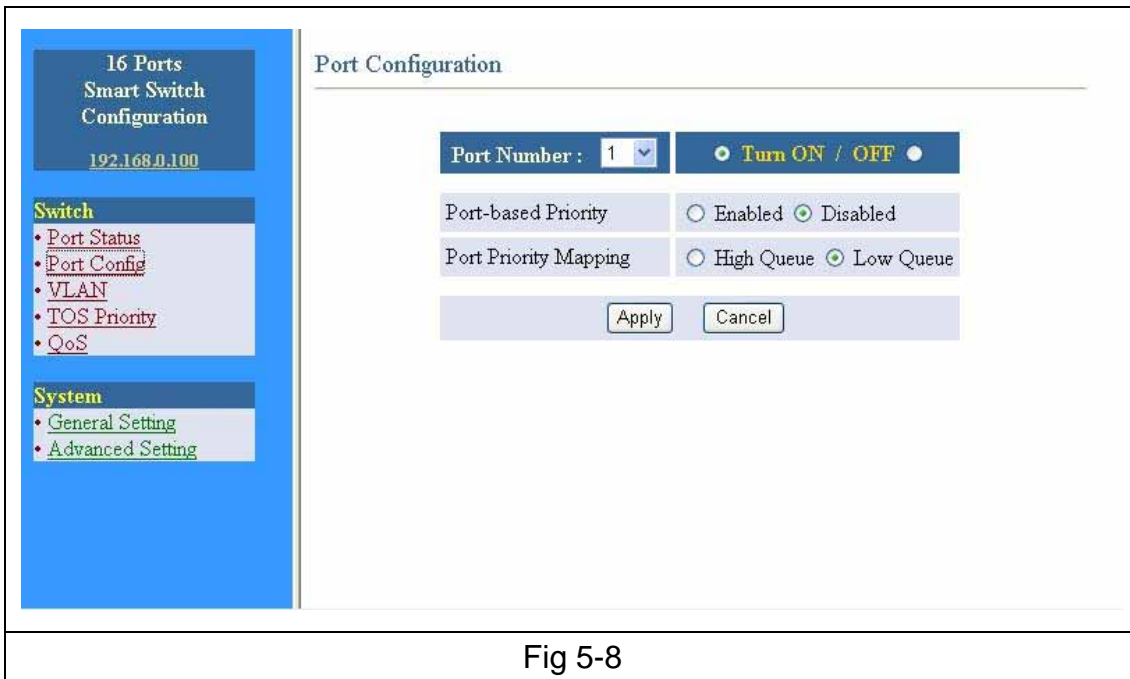 16 Ports
Smart Switch
Configuration
192.168.0.100
Switch
• Port Status
• Port Config
• VLAN
• TOS Priority
• QoS
System
• General Setting
• Advanced Setting
Port Configuration
Port Number : 1 Turn ON / OFF
Port-based Priority Enabled Disabled
Port Priority Mapping High Queue Low Queue
Apply Cancel
Fig 5-8